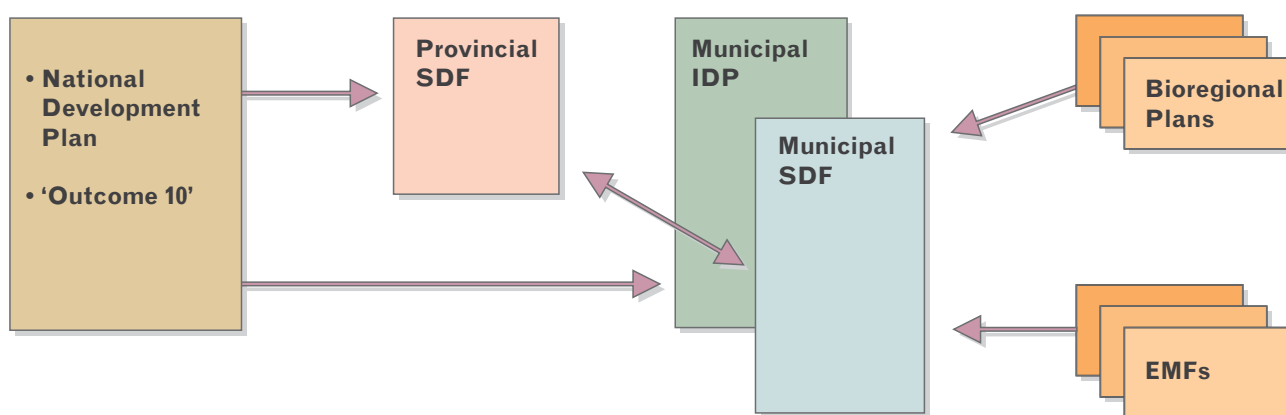 • National
Development
Plan
• ‘Outcome 10’
Provincial
SDF
Municipal
IDP
Municipal
SDF
Bioregional
Plans
EMFs